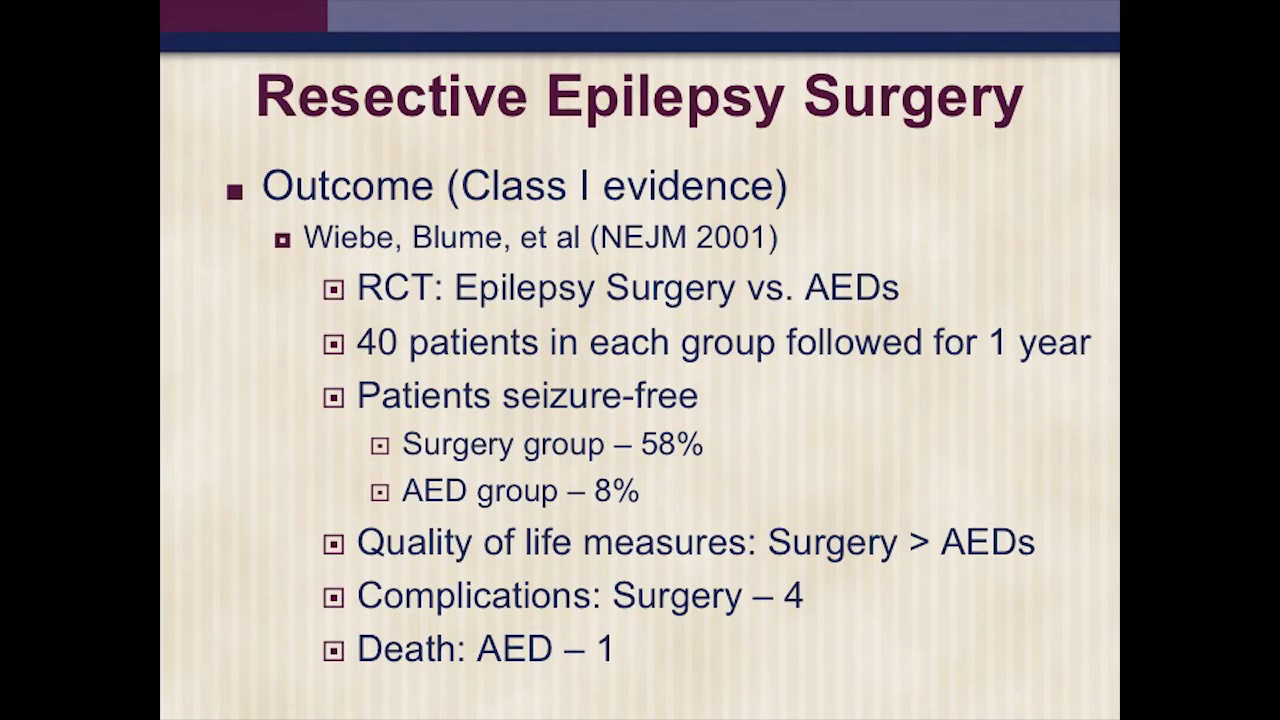 Resective Epilepsy Surgery
Outcome (Class I evidence)
Wiebe, Blume, et al (NEJM 2001)
RCT: Epilepsy Surgery vs. AEDs
40 patients in each group followed for 1 year
Patients seizure-free
Surgery group – 58%
AED group – 8%
Quality of life measures: Surgery > AEDs
Complications: Surgery – 4
Death: AED – 1